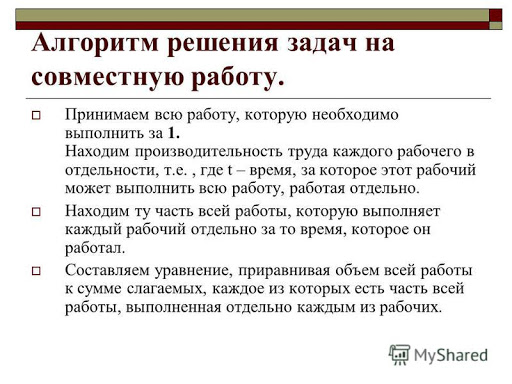 Алгоритм решения задач на
совместную работу.
Принимаем всю работу, которую необходимо
выполнить за 1.
Находим производительность труда каждого рабочего в
отдельности, т.е. , где t – время, за которое этот рабочий
может выполнить всю работу, работая отдельно.
Находим ту часть всей работы, которую выполняет
каждый рабочий отдельно за то время, которое он
работал.
Составляем уравнение, приравнивая объем всей работы
к сумме слагаемых, каждое из которых есть часть всей
работы, выполненная отдельно каждым из рабочих.
MyShared